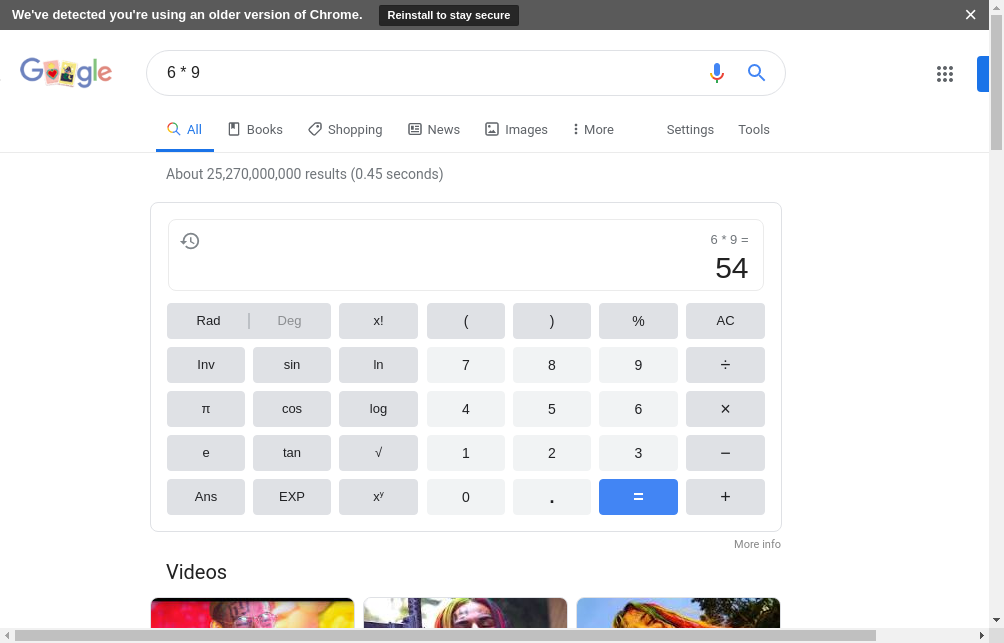 We've detected you're using an older version of Chrome. Reinstall to stay secure
Google
6 * 9
All Books Shopping News Images More Settings Tools
About 25,270,000,000 results (0.45 seconds)
6 * 9 =
54
Rad Deg x! ( ) % AC
Inv sin ln 7 8 9 ÷
π cos log 4 5 6 ×
e tan √ 1 2 3 −
Ans EXP xʸ 0 . = +
More info
Videos